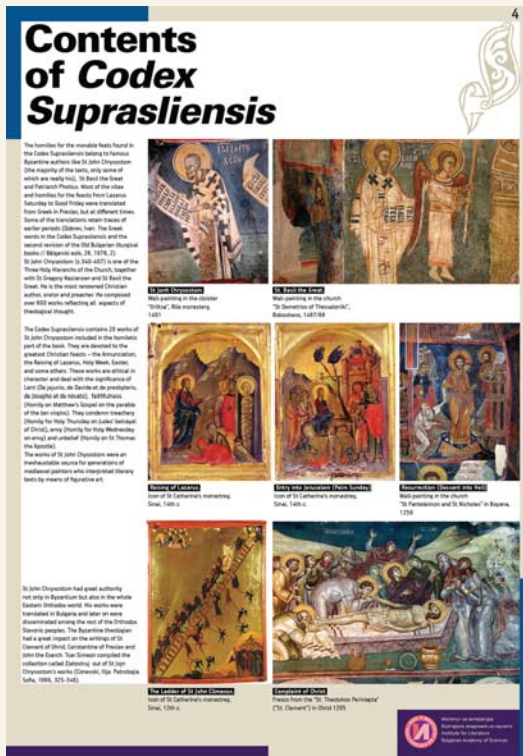 4
Contents
of Codex
Suprasliensis
The homilies for the movable feats found in
the Codex Suprasliensis belong to famous
Byzantine authors like St John Chrysostom
(the majority of the texts, only some of
which are really his), St Basil the Great
and Patriarch Photius. Most of the vitae
and homilies for the feasts from Lazarus
Saturday to Good friday were translated
from Greek in Preslav, but at different times.
Some of the translations retain traces of
earlier periods (Dobrev, Ivan. The Greek
words in the Codex Suprasliensis and the
second revision of the Old Bulgarian liturgical
books // Bălgarski ezik, 28, 1978, 2).
St John Chrysostom (c 340-407) is one of the
Three Holy Hierarchs of the Church, together
with St Gregory Nazianzen and St Basil the
Great. He is the most renowned Christian
author, orator and preacher. He composed
over 800 works reflecting all aspects of
theological thought.
The Codex Suprasliensis contains 20 works of
St John Chrysostom included in the homiletic
part of the book. They are devoted to the
greatest Christian feasts – the Annunciation,
the Raising of Lazarus, Holy Week, Easter,
and some others. These works are ethical in
character and deal with the significance of
Lent (De jejunio, de Davide et de presbyteris,
de Josepho et de novato), faithfulness
(Homily on Matthew's Gospel on the parable
of the ten virgins). They condemn treachery
(Homily for Holy Thursday on Judas' betrayal
of Christ), envy (Homily for Holy Wednesday
on envy) and unbelief (Homily on St Thomas
the Apostle).
The works of St John Chrysostom were an
inexhaustible source for generations of
mediaeval painters who interpreted literary
texts by means of figurative art.
St John Chrysostom had great authority
not only in Byzantium but also in the whole
Eastern Orthodox world. His works were
translated in Bulgaria and later on were
disseminated among the rest of the Orthodox
Slavonic peoples. The Byzantine theologian
had a great impact on the writings of St
Clement of Ohrid, Constantine of Preslav and
John the Exarch. Tsar Simeon compiled the
collection called Zlatostruj, out of St John
Chrysostom's works (Conevski, Ilija. Patrologia.
Sofia, 1986, 325-348).
St Jonh Chrysostom.
Wall-painting in the cloister
"Orlitsa", Rila monastery,
1491
St. Basil the Great
Wall-painting in the church
"St Demetrios of Thessaloniki",
Boboshevo, 1487/88
Raising of Lazarus.
Icon of St Catherina's monastrey,
Sinai, 14th c.
Entry into Jerusalem (Palm Sunday)
Icon of St Catherina's monastrey,
Sinai, 14th c.
Resurrection (Descent into Hell)
Wall-painting in the church
"St Panteleimon and St Nicholas" in Boyana,
1259
The Ladder of St John Climacus.
Icon of St Catherina's monastrey,
Sinai, 12th c.
Complaint of Christ
Fresco from the "St. Theotokos Perivlepta"
("St. Clement") in Ohrid 1295
Институт за литература
Българска академия на науките
Institute for Literature
Bulgarian Academy of Sciences